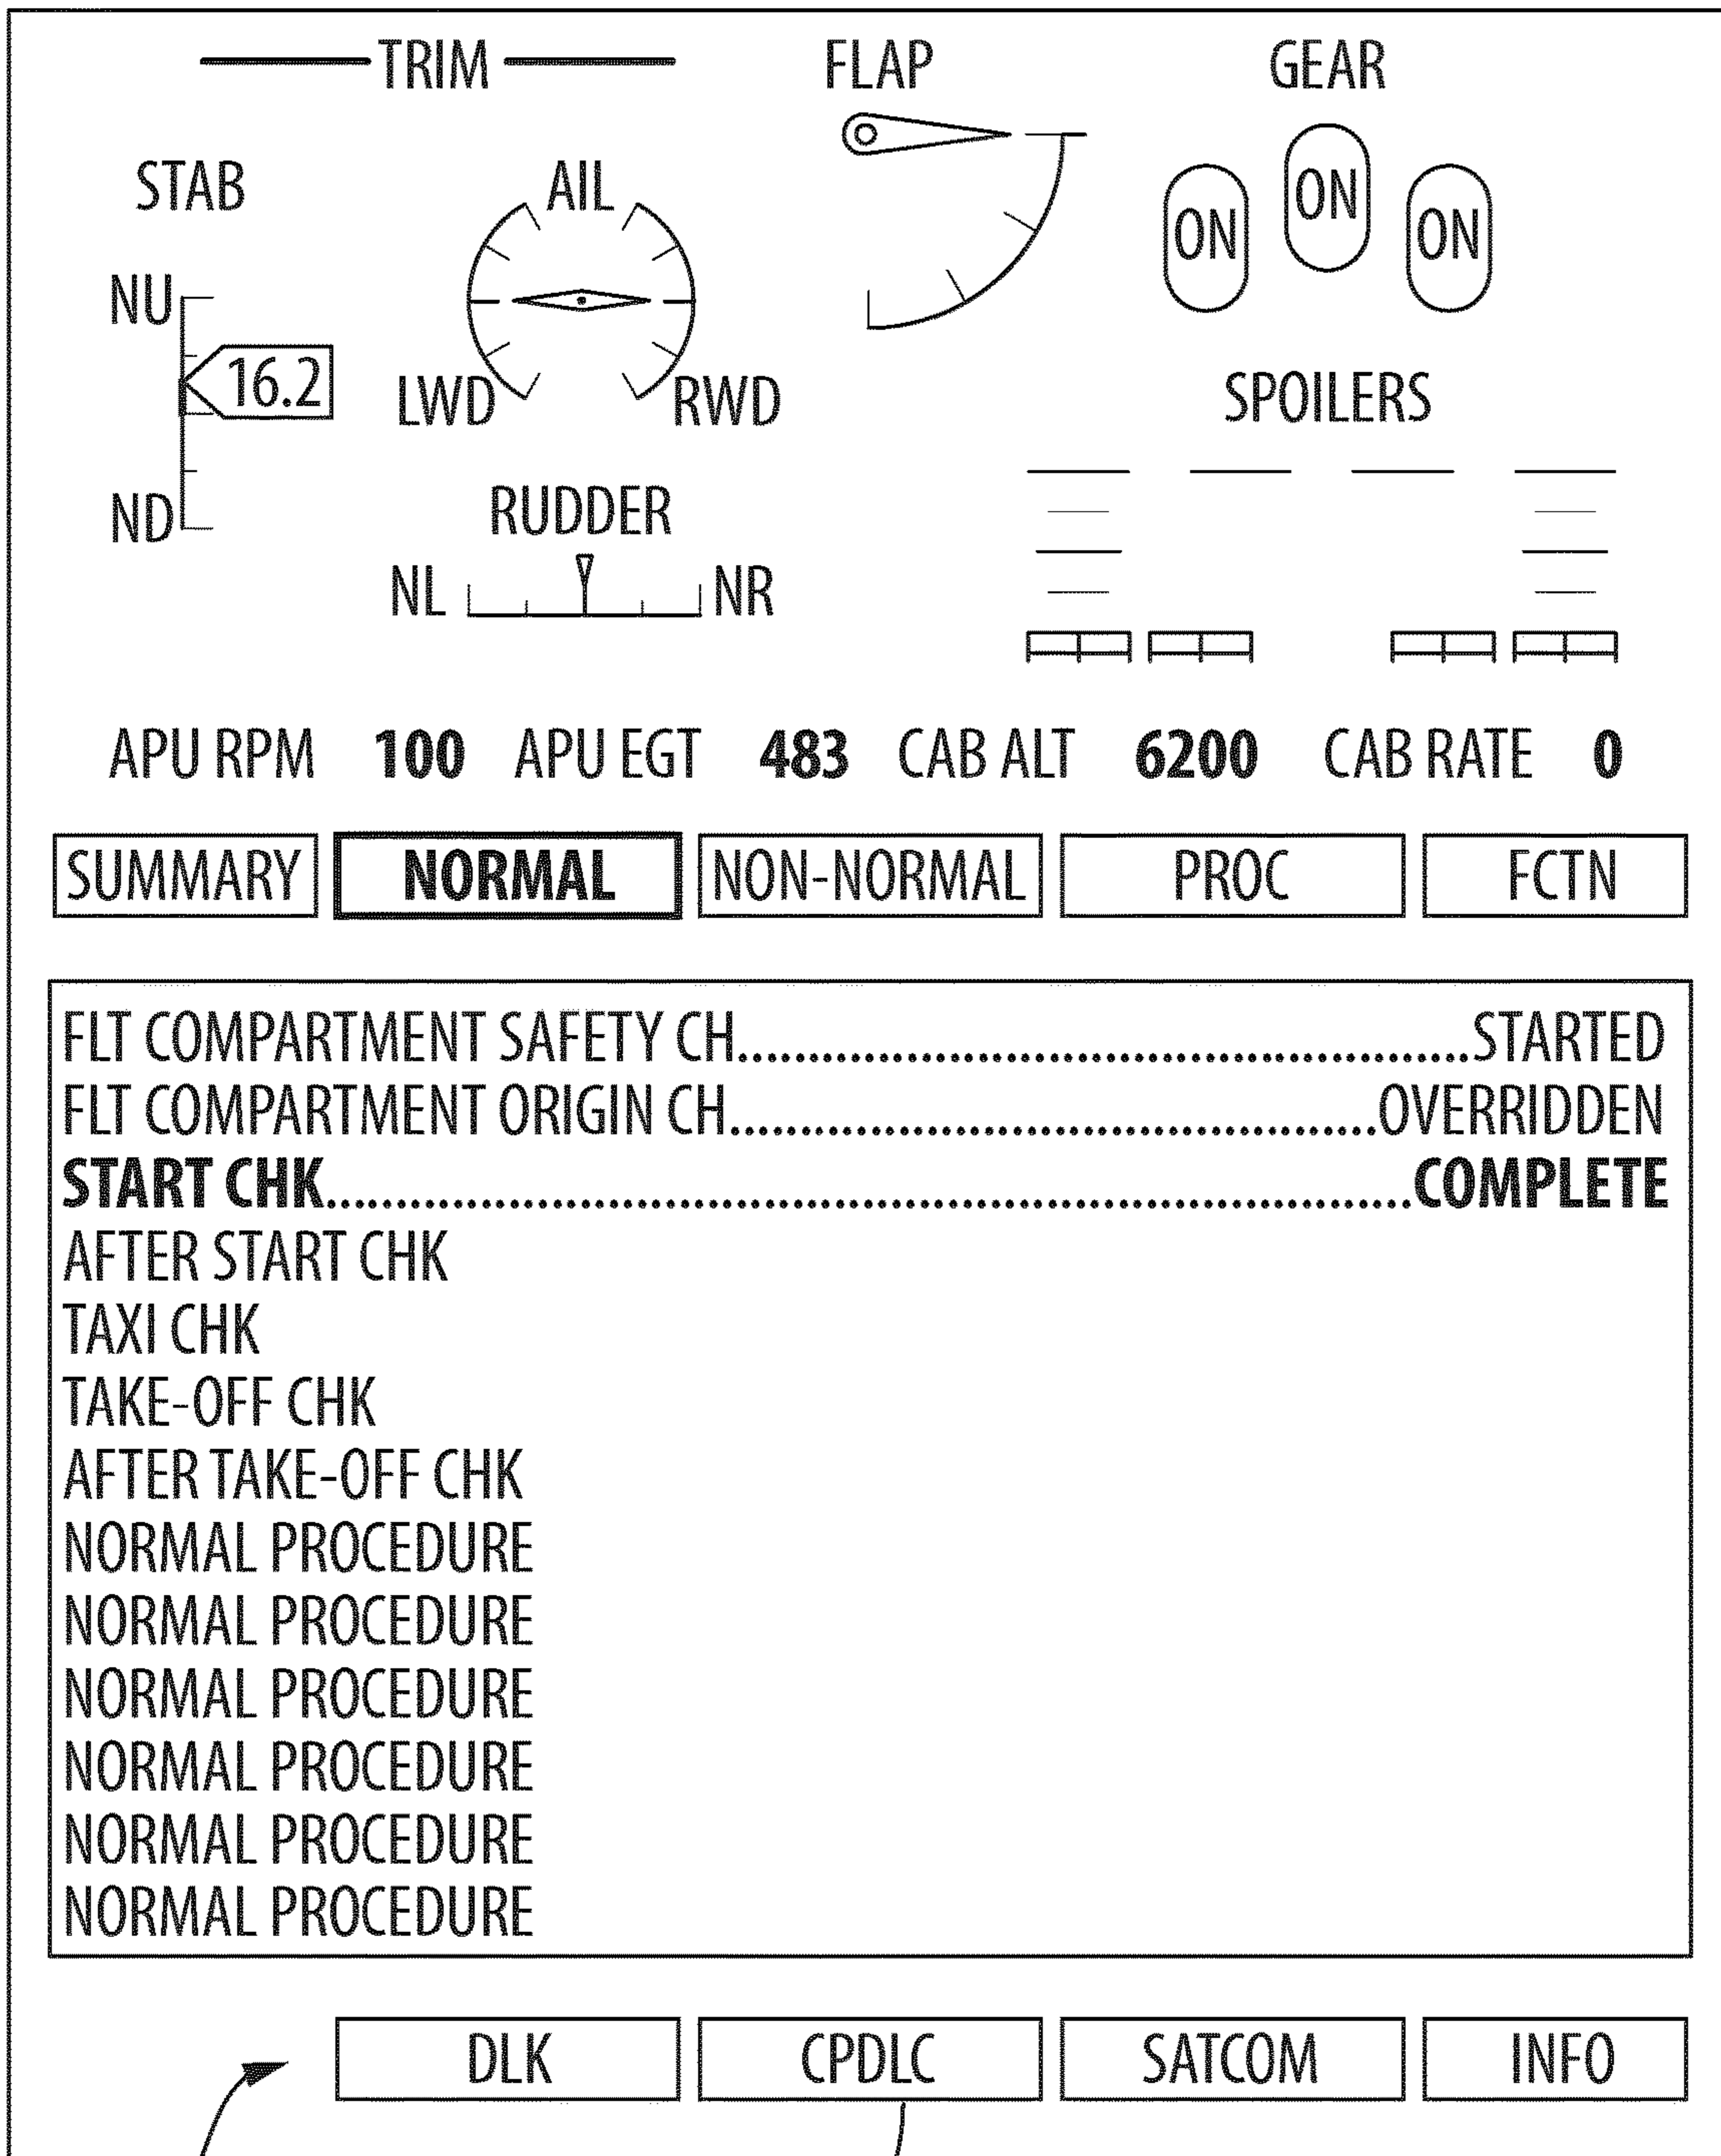 TRIM FLAP GEAR
STAB AIL ON ON ON
NU
16.2
LWD RWD SPOILERS
ND RUDDER
NL NR
APU RPM 100 APU EGT 483 CAB ALT 6200 CAB RATE 0
SUMMARY NORMAL NON-NORMAL PROC FCTN
FLT COMPARTMENT SAFETY CH....................................................STARTED
FLT COMPARTMENT ORIGIN CH..............................................OVERRIDDEN
START CHK.............................................................................COMPLETE
AFTER START CHK
TAXI CHK
TAKE-OFF CHK
AFTER TAKE-OFF CHK
NORMAL PROCEDURE
NORMAL PROCEDURE
NORMAL PROCEDURE
NORMAL PROCEDURE
NORMAL PROCEDURE
NORMAL PROCEDURE
DLK CPDLC SATCOM INFO